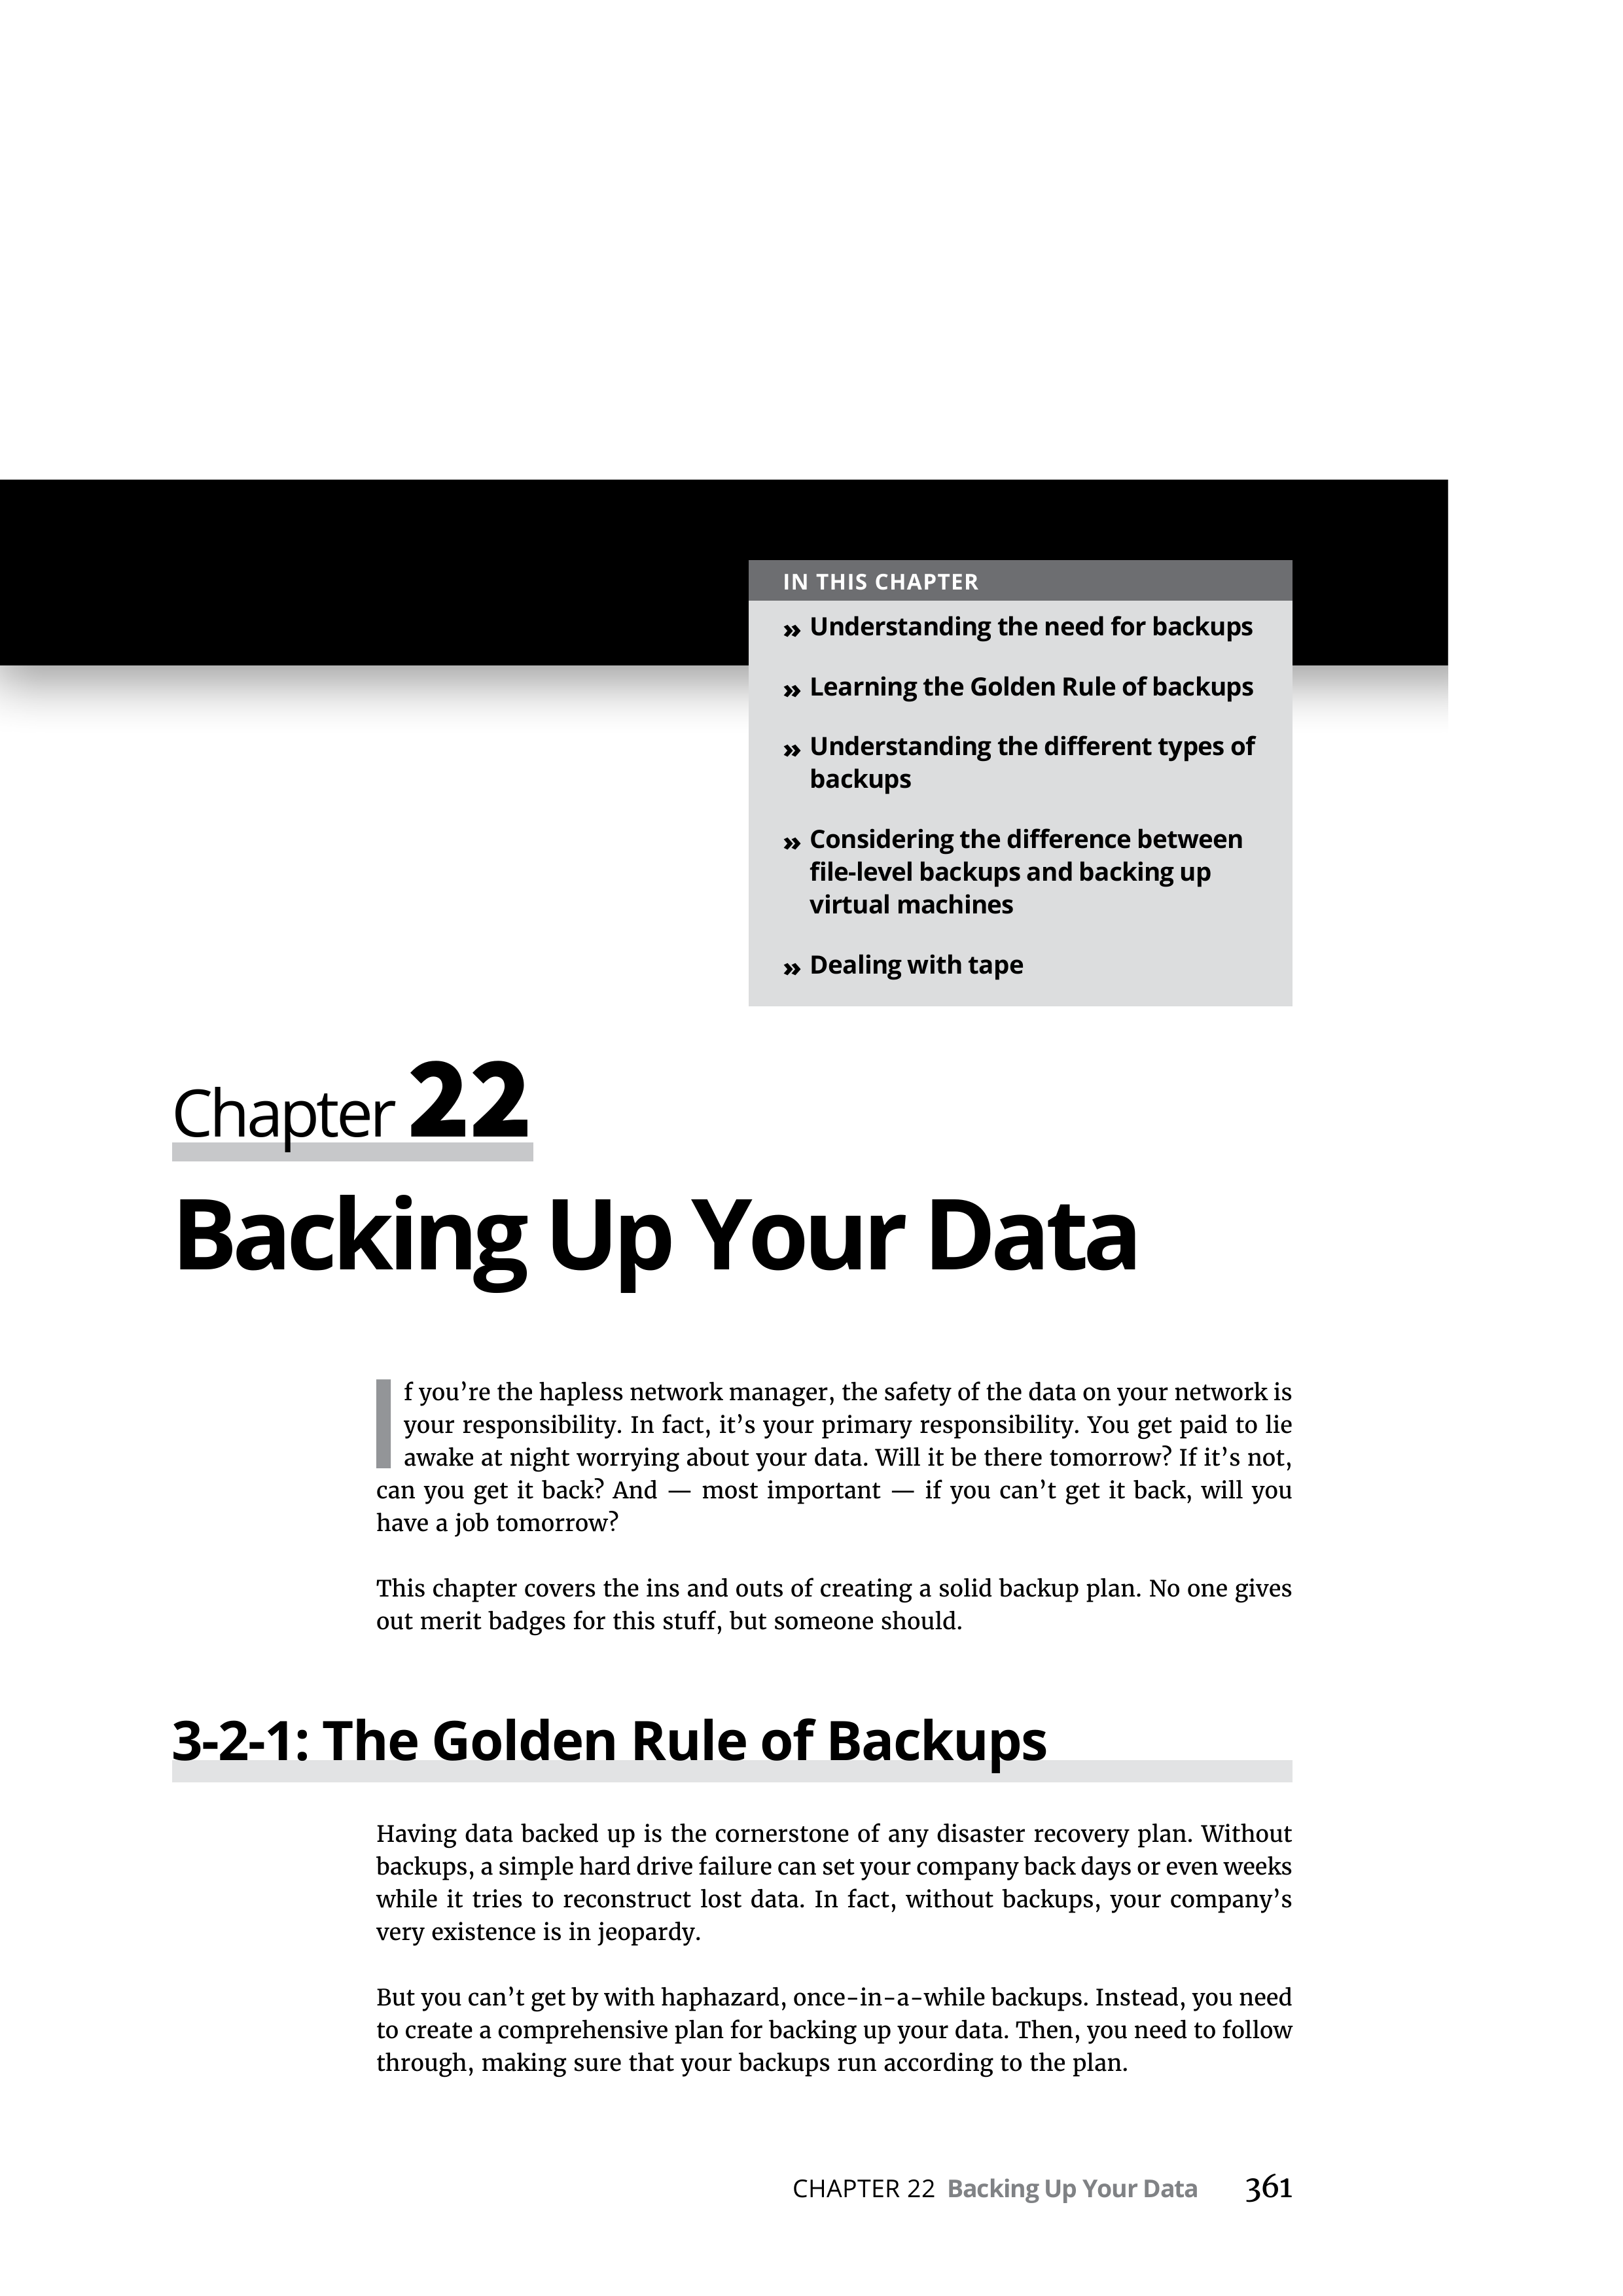 IN THIS CHAPTER
» Understanding the need for backups
» Learning the Golden Rule of backups
» Understanding the different types of
backups
» Considering the difference between
file-level backups and backing up
virtual machines
» Dealing with tape
Chapter 22
Backing Up Your Data
If you’re the hapless network manager, the safety of the data on your network is
your responsibility. In fact, it’s your primary responsibility. You get paid to lie
awake at night worrying about your data. Will it be there tomorrow? If it’s not,
can you get it back? And — most important — if you can’t get it back, will you
have a job tomorrow?
This chapter covers the ins and outs of creating a solid backup plan. No one gives
out merit badges for this stuff, but someone should.
3-2-1: The Golden Rule of Backups
Having data backed up is the cornerstone of any disaster recovery plan. Without
backups, a simple hard drive failure can set your company back days or even weeks
while it tries to reconstruct lost data. In fact, without backups, your company’s
very existence is in jeopardy.
But you can’t get by with haphazard, once-in-a-while backups. Instead, you need
to create a comprehensive plan for backing up your data. Then, you need to follow
through, making sure that your backups run according to the plan.
CHAPTER 22 Backing Up Your Data 361